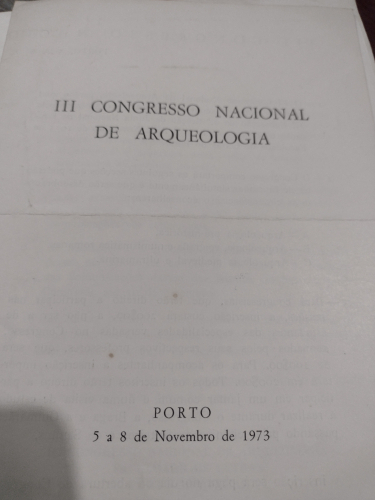 III CONGRESSO NACIONAL
DE ARQUEOLOGIA
PORTO
5 a 8 de Novembro de 1973